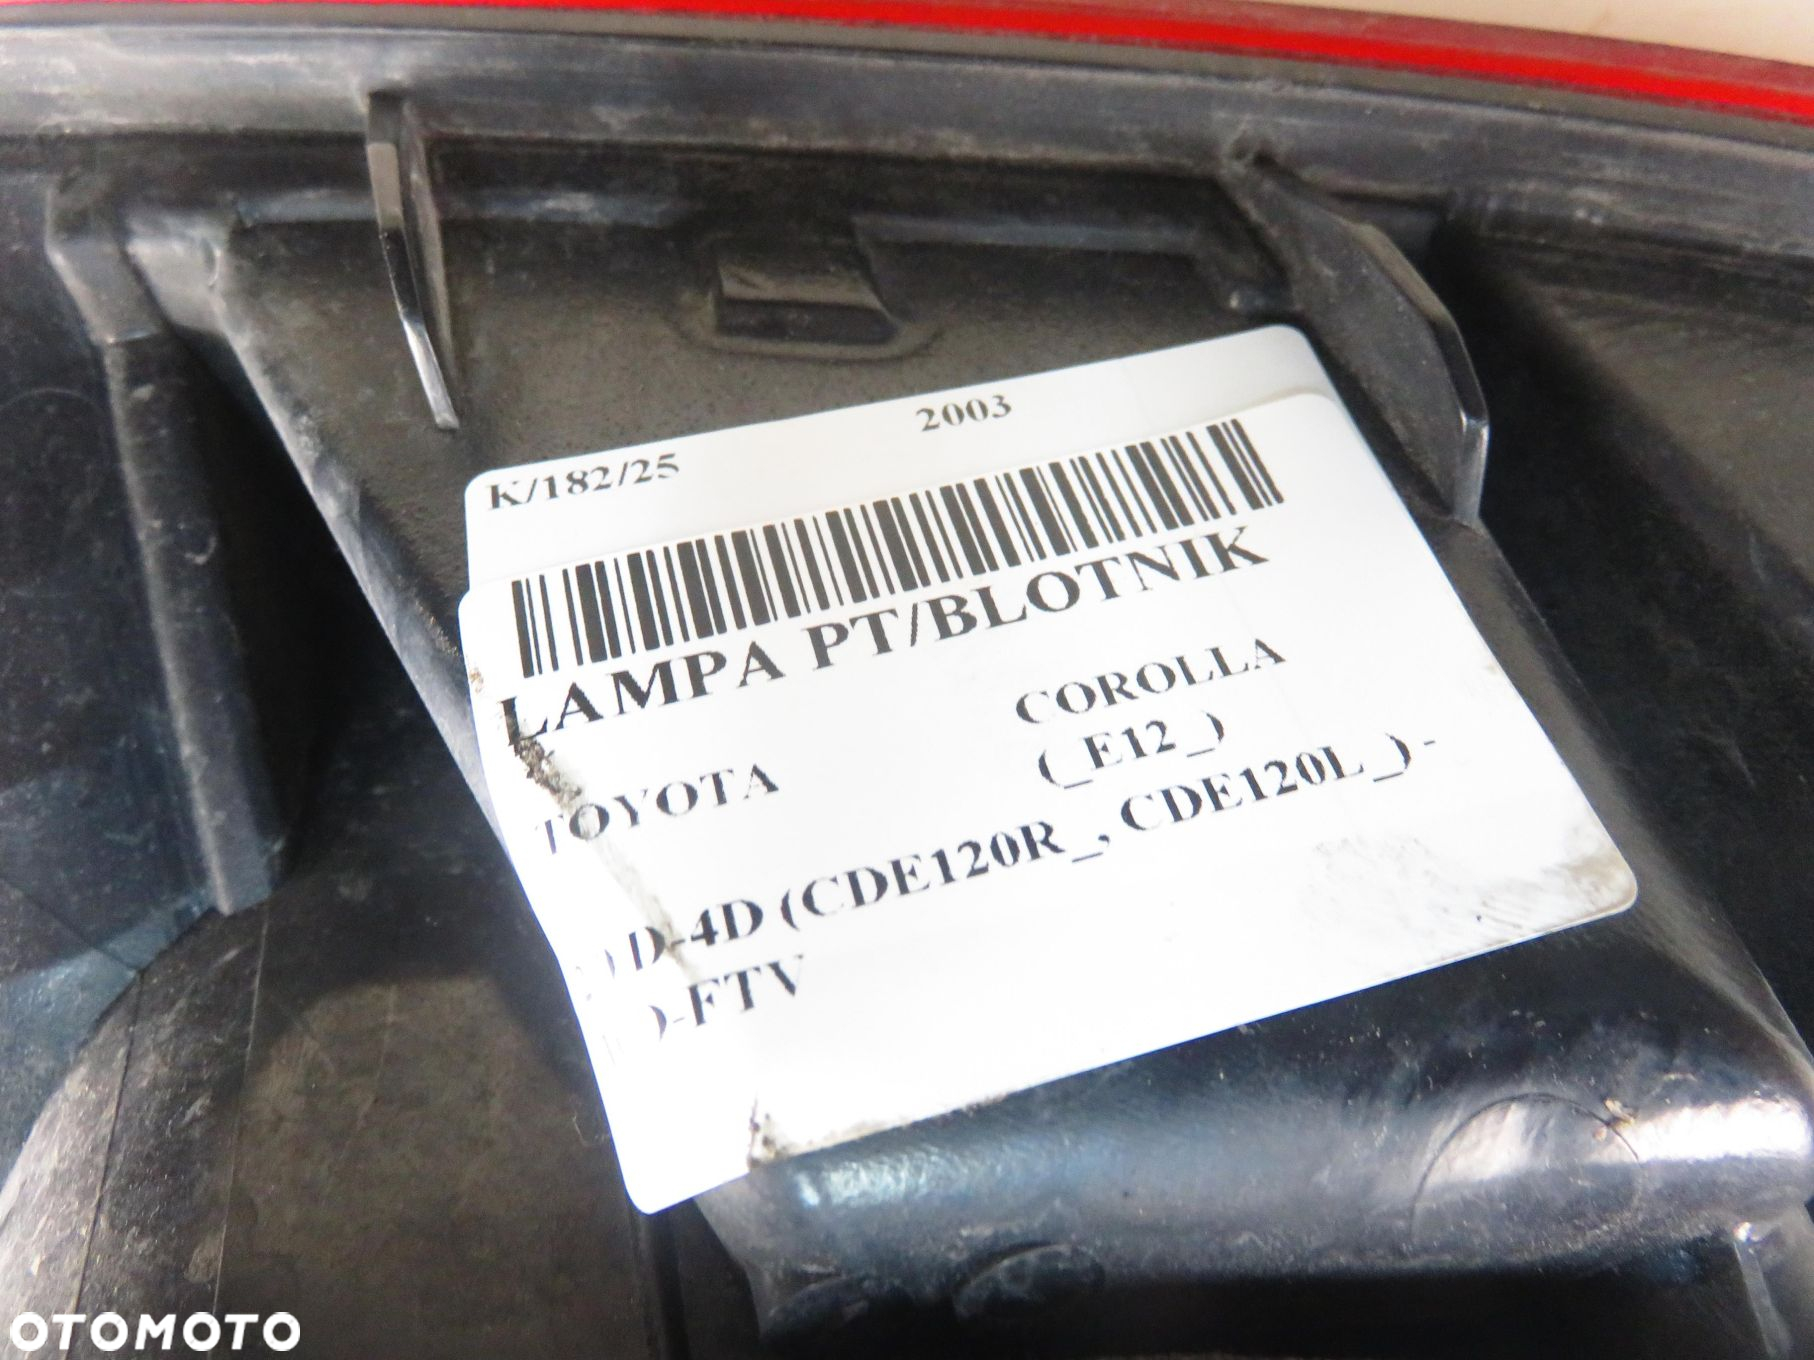 K/182/25 2003
LAMPA PT/BLOTNIK
TOYOTA COROLLA
(_E12_)
D-4D (CDE120R_, CDE120L_) -
D-FTV
OTOMOTO